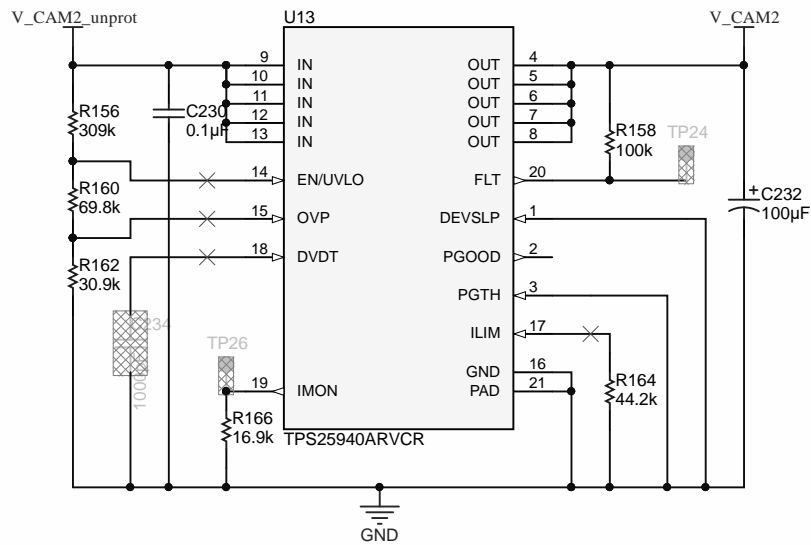 V_CAM2_unprot
U13
V_CAM2
9
IN
OUT
4
10
IN
OUT
5
11
IN
OUT
6
12
IN
OUT
7
13
IN
OUT
8
R156
309k
C230
0.1µF
R158
100k
TP24
14
EN/UVLO
FLT
20
R160
69.8k
15
OVP
DEVSLP
1
C232
100µF
+
18
DVDT
PGOOD
2
R162
30.9k
PGTH
3
ILIM
17
TP26
GND
16
R164
44.2k
19
IMON
PAD
21
R166
16.9k
TPS25940ARVCR
GND